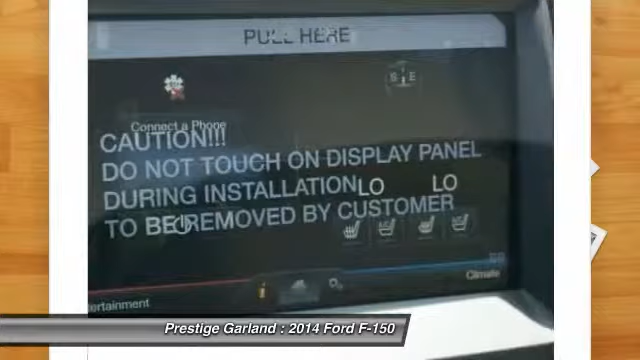 PULL HERE
S E
Connect a Phone
CAUTION!!!
DO NOT TOUCH ON DISPLAY PANEL
DURING INSTALLATION
LO LO
TO BE REMOVED BY CUSTOMER
Climate
tertainment
Prestige Garland : 2014 Ford F-150